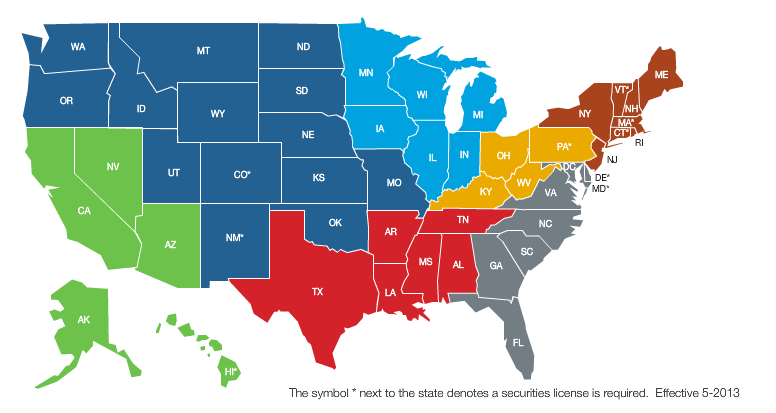 WA
MT
ND
MN
ME
OR
ID
WY
SD
WI
MI
VT*
NH
NY
MA*
CT*
RI
NV
UT
CO*
NE
IA
IL
IN
OH
PA*
NJ
CA
KS
MO
KY
WV
DC
DE*
MD*
VA
AZ
NM*
OK
AR
TN
NC
SC
TX
LA
MS
AL
GA
FL
AK
HI*
The symbol * next to the state denotes a securities license is required. Effective 5-2013